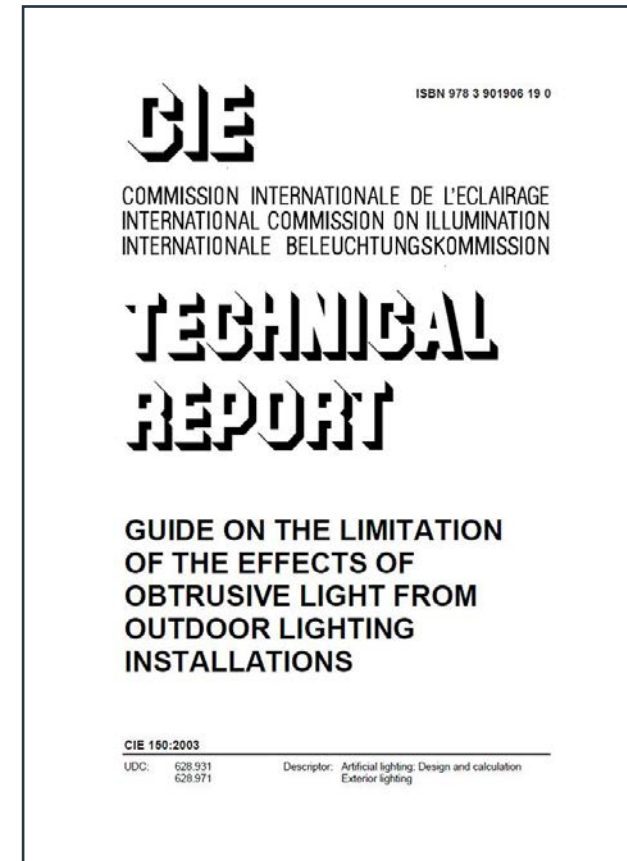 ISBN 978 3 901906 19 0
CIE
COMMISSION INTERNATIONALE DE L'ECLAIRAGE
INTERNATIONAL COMMISSION ON ILLUMINATION
INTERNATIONALE BELEUCHTUNGSKOMMISSION
TECHNICAL
REPORT
GUIDE ON THE LIMITATION
OF THE EFFECTS OF
OBTRUSIVE LIGHT FROM
OUTDOOR LIGHTING
INSTALLATIONS
CIE 150:2003
UDC: 628.931 Descriptor: Artificial lighting: Design and calculation
628.971 Exterior lighting